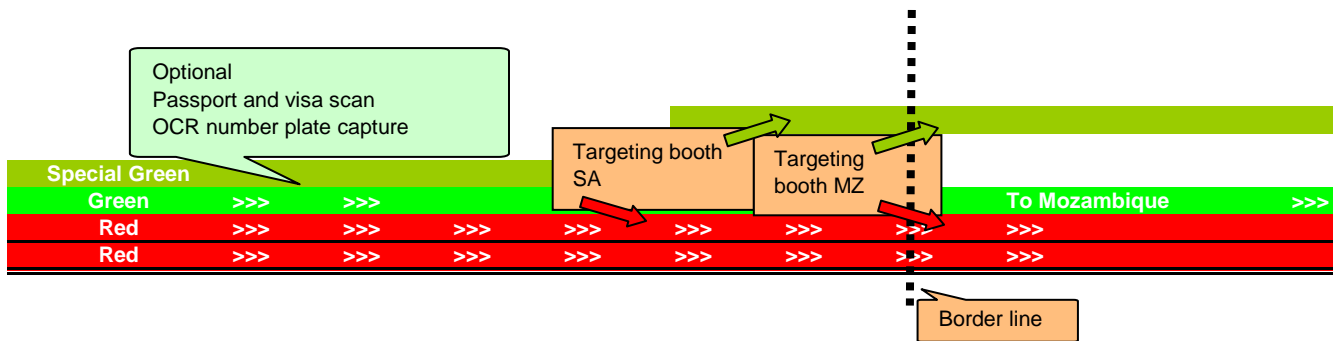 Optional
Passport and visa scan
OCR number plate capture
Targeting booth
SA
Targeting
booth MZ
Special Green
Green >>> >>> To Mozambique >>>
Red >>> >>> >>> >>> >>> >>> >>> >>>
Red >>> >>> >>> >>> >>> >>> >>> >>>
Border line